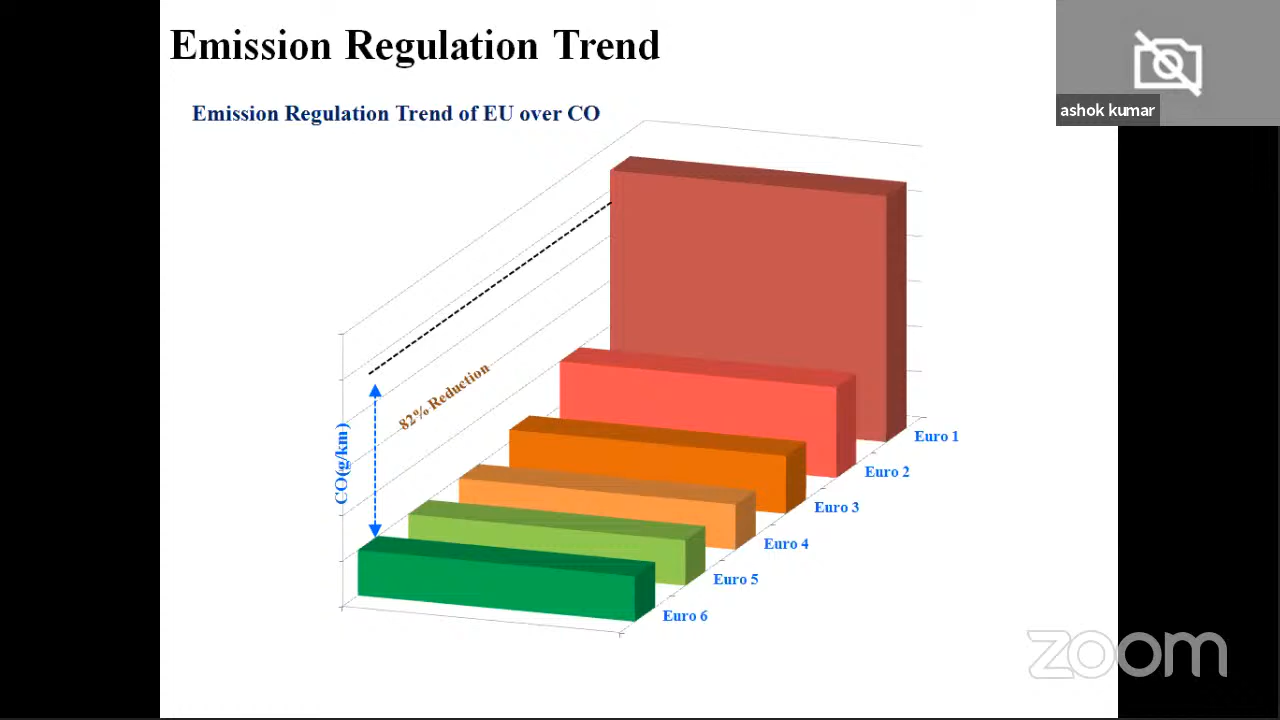 Emission Regulation Trend
ashok kumar
Emission Regulation Trend of EU over CO
82% Reduction
CO(g/km)
Euro 1
Euro 2
Euro 3
Euro 4
Euro 5
Euro 6
zoom